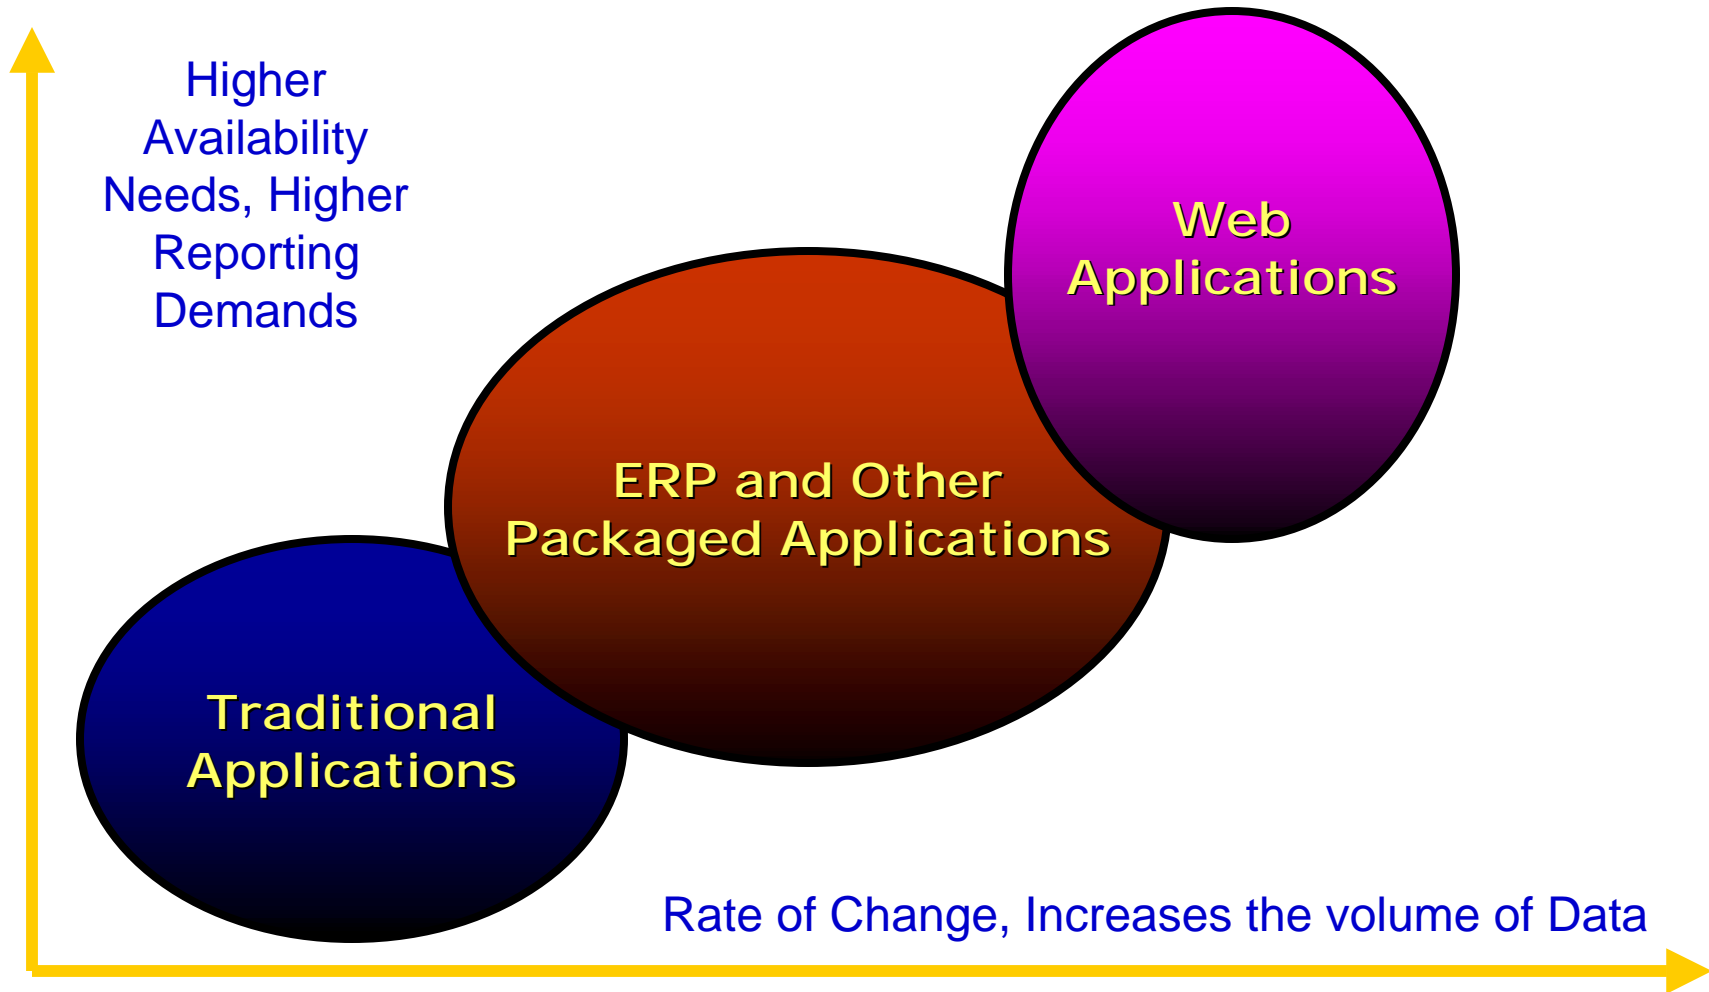 Higher
Availability
Needs, Higher
Reporting
Demands
Web
Applications
ERP and Other
Packaged Applications
Traditional
Applications
Rate of Change, Increases the volume of Data